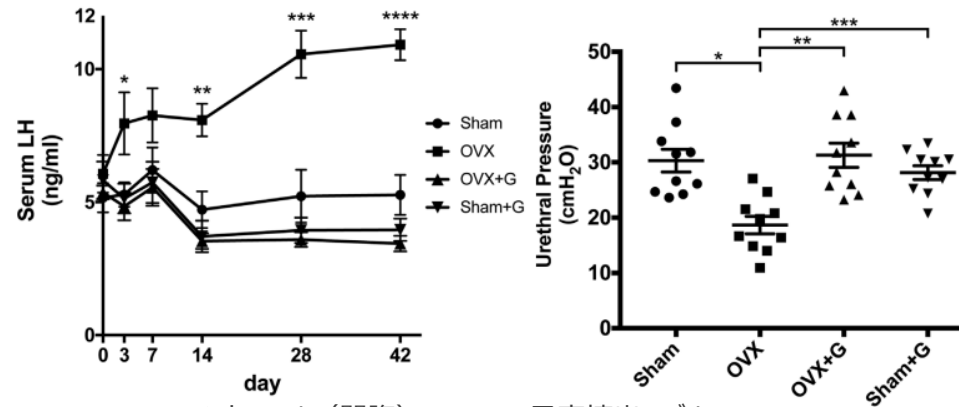 12
10
5
0
Serum LH
(ng/ml)
*
**
***
****
0 3 7 14 28 42
day
Sham
OVX
OVX+G
Sham+G
***
**
*
50
40
30
20
10
0
Urethral Pressure
(cmH2O)
Sham
OVX
OVX+G
Sham+G